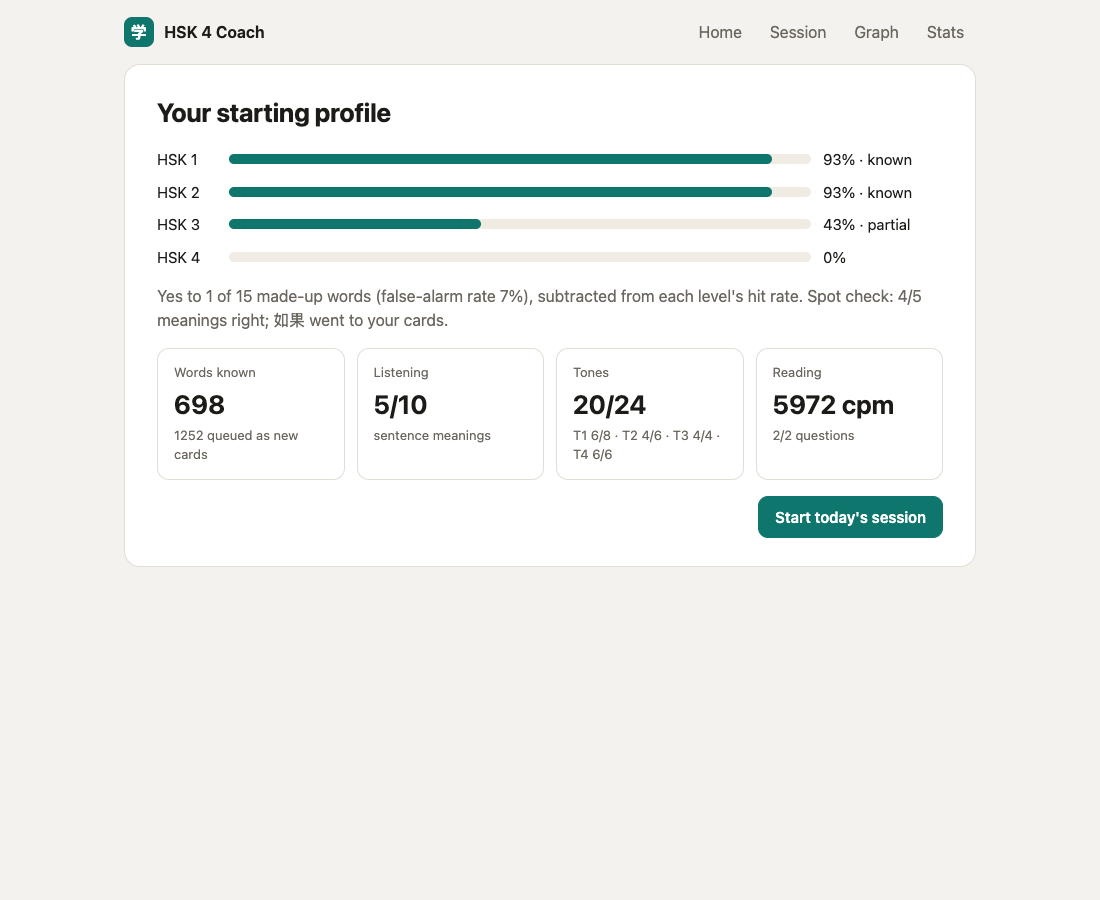 学 HSK 4 Coach Home Session Graph Stats
Your starting profile
HSK 1 93% · known
HSK 2 93% · known
HSK 3 43% · partial
HSK 4 0%
Yes to 1 of 15 made-up words (false-alarm rate 7%), subtracted from each level's hit rate. Spot check: 4/5
meanings right; 如果 went to your cards.
Words known
698
1252 queued as new
cards
Listening
5/10
sentence meanings
Tones
20/24
T1 6/8 · T2 4/6 · T3 4/4 ·
T4 6/6
Reading
5972 cpm
2/2 questions
Start today's session